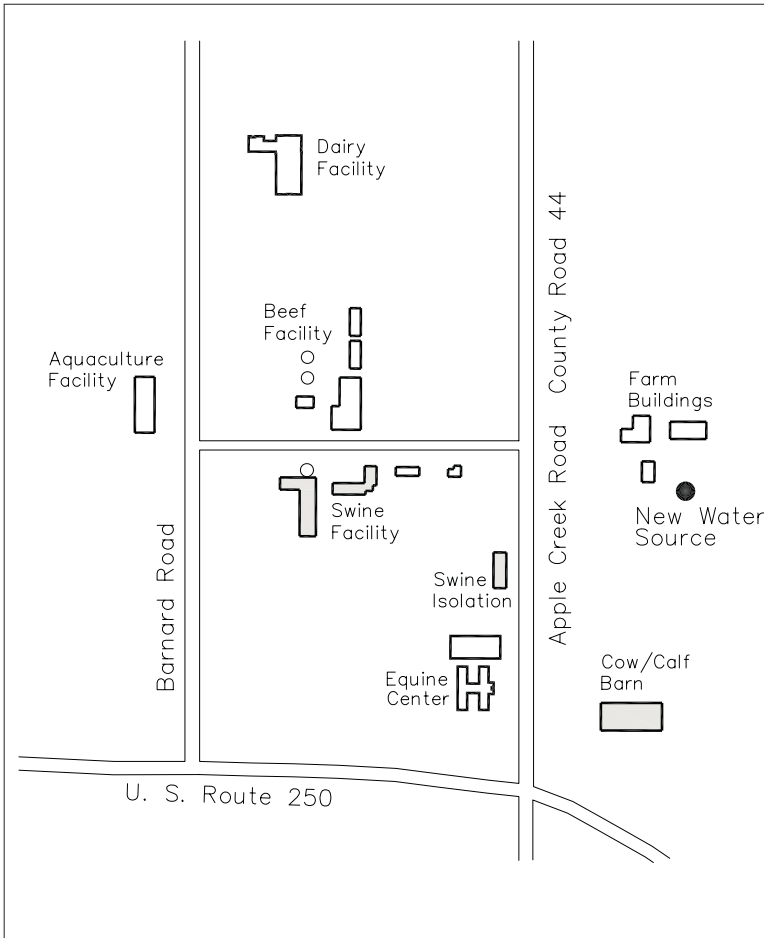 Dairy
Facility
Beef
Facility
Aquaculture
Facility
Apple Creek Road County Road 44
Farm
Buildings
New Water
Source
Swine
Facility
Barnard Road
Swine
Isolation
Equine
Center
Cow/Calf
Barn
U. S. Route 250